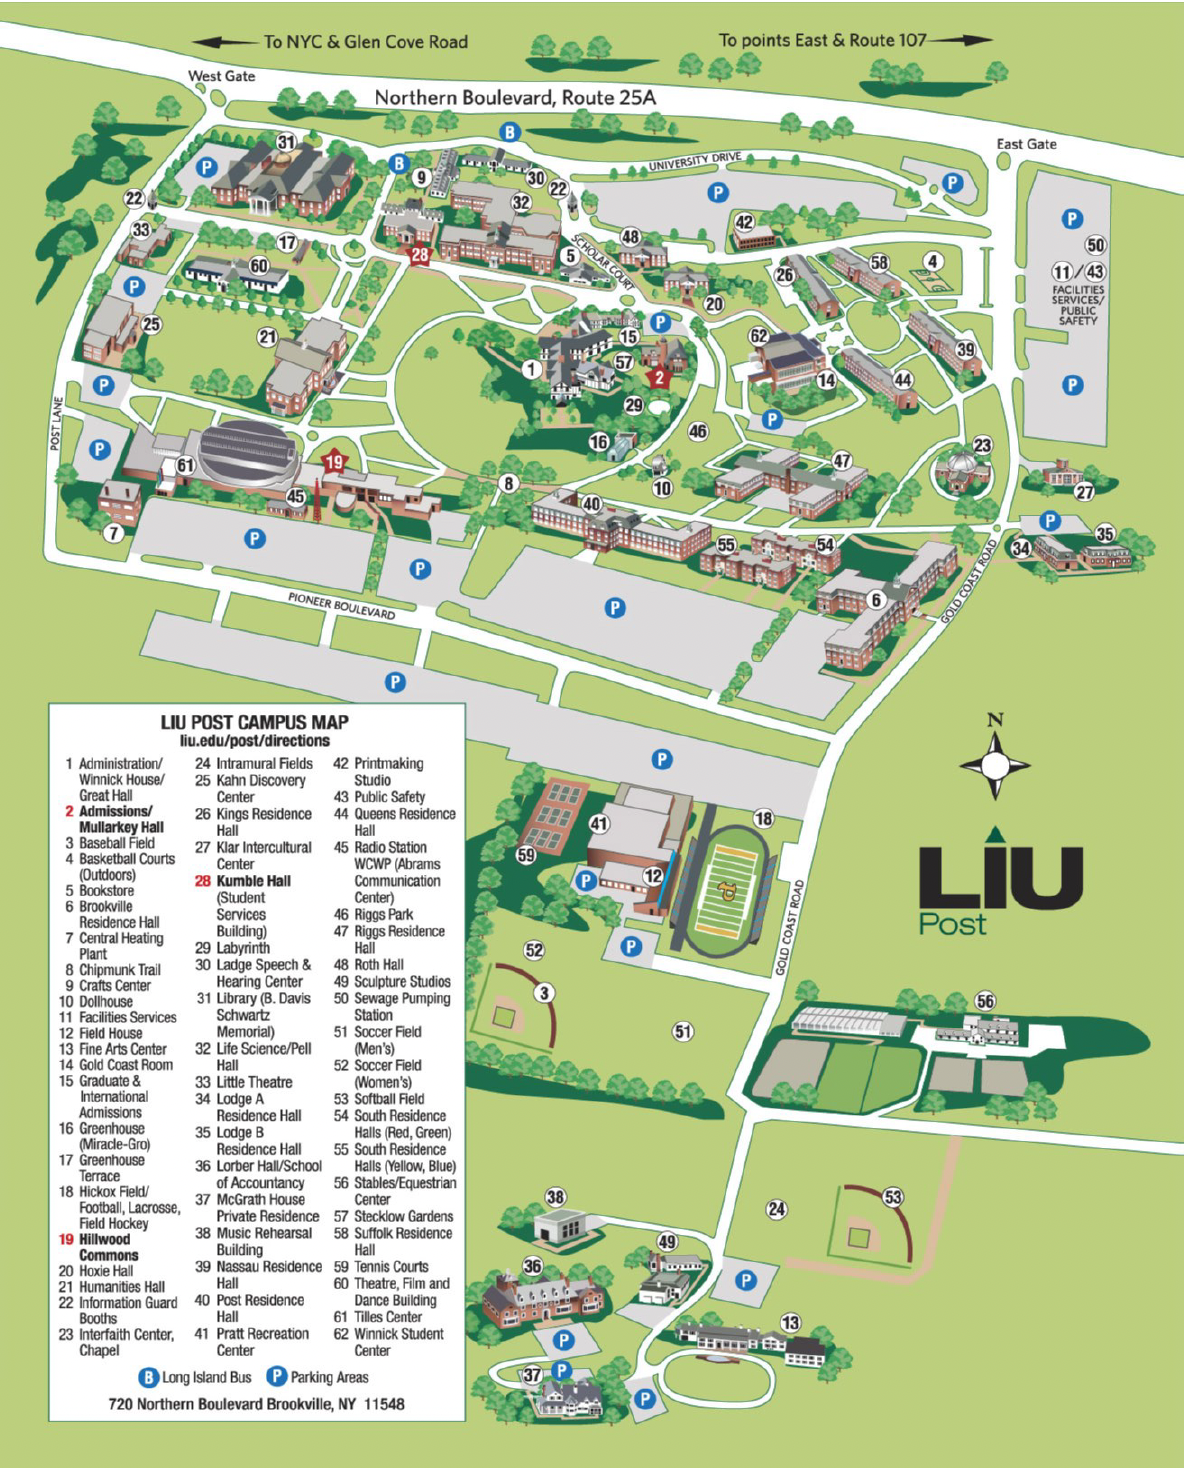 To NYC & Glen Cove Road
To points East & Route 107
West Gate
Northern Boulevard, Route 25A
East Gate
B
UNIVERSITY DRIVE
31
P
B
9
30
22
32
P
P
P
22
33
17
28
SCHOLAR COURT
48
42
50
5
58
4
11 / 43
FACILITIES
SERVICES/
PUBLIC
SAFETY
60
26
P
20
25
21
15
P
62
39
1
57
2
14
44
P
P
29
46
P
POST LANE
16
23
P
61
19
47
27
8
10
45
40
P
7
P
55
54
34
35
P
GOLD COAST ROAD
6
PIONEER BOULEVARD
P
P
LIU POST CAMPUS MAP
liu.edu/post/directions
1 Administration/
Winnick House/
Great Hall
2 Admissions/
Mullarkey Hall
3 Baseball Field
4 Basketball Courts
(Outdoors)
5 Bookstore
6 Brookville
Residence Hall
7 Central Heating
Plant
8 Chipmunk Trail
9 Crafts Center
10 Dollhouse
11 Facilities Services
12 Field House
13 Fine Arts Center
14 Gold Coast Room
15 Graduate &
International
Admissions
16 Greenhouse
(Miracle-Gro)
17 Greenhouse
Terrace
18 Hickox Field/
Football, Lacrosse,
Field Hockey
19 Hillwood
Commons
20 Hoxie Hall
21 Humanities Hall
22 Information Guard
Booths
23 Interfaith Center,
Chapel
24 Intramural Fields
25 Kahn Discovery
Center
26 Kings Residence
Hall
27 Klar Intercultural
Center
28 Kumble Hall
(Student
Services
Building)
29 Labyrinth
30 Ladge Speech &
Hearing Center
31 Library (B. Davis
Schwartz
Memorial)
32 Life Science/Pell
Hall
33 Little Theatre
34 Lodge A
Residence Hall
35 Lodge B
Residence Hall
36 Lorber Hall/School
of Accountancy
37 McGrath House
Private Residence
38 Music Rehearsal
Building
39 Nassau Residence
Hall
40 Post Residence
Hall
41 Pratt Recreation
Center
42 Printmaking
Studio
43 Public Safety
44 Queens Residence
Hall
45 Radio Station
WCWP (Abrams
Communication
Center)
46 Riggs Park
47 Riggs Residence
Hall
48 Roth Hall
49 Sculpture Studios
50 Sewage Pumping
Station
51 Soccer Field
(Men's)
52 Soccer Field
(Women's)
53 Softball Field
54 South Residence
Halls (Red, Green)
55 South Residence
Halls (Yellow, Blue)
56 Stables/Equestrian
Center
57 Stecklow Gardens
58 Suffolk Residence
Hall
59 Tennis Courts
60 Theatre, Film and
Dance Building
61 Tilles Center
62 Winnick Student
Center
B Long Island Bus P Parking Areas
720 Northern Boulevard Brookville, NY 11548
N
P
41
18
59
P
12
LIU
Post
GOLD COAST ROAD
52
P
3
51
56
38
24
53
49
36
P
13
P
37
P
P